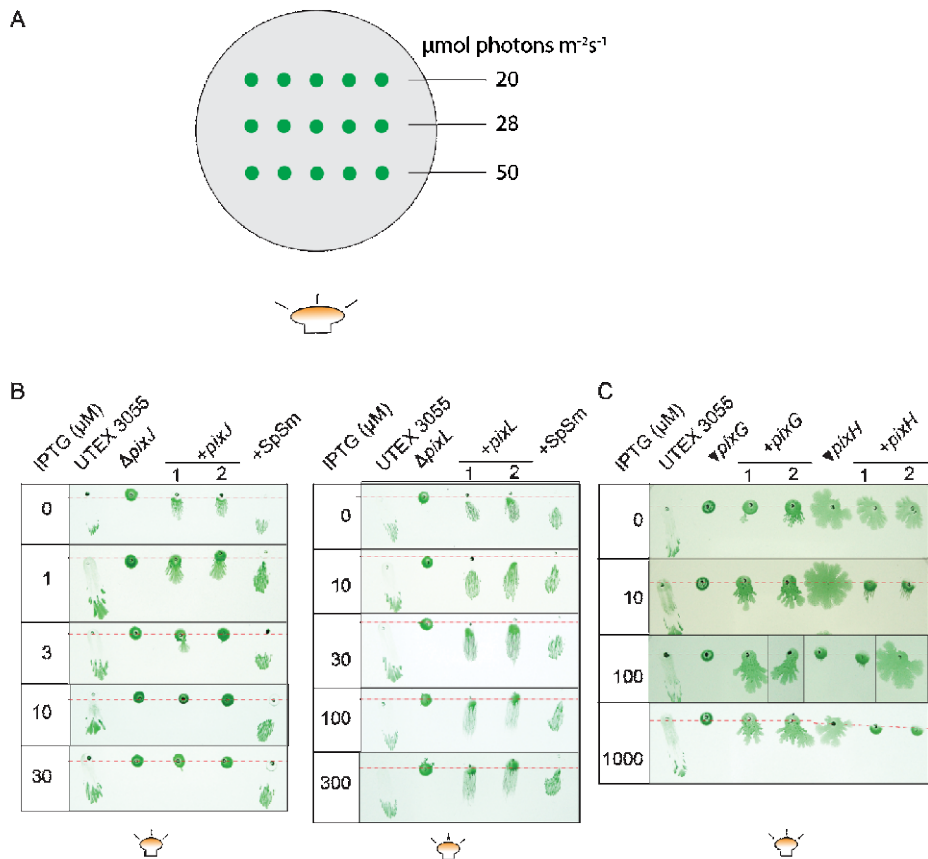 A
µmol photons m⁻²s⁻¹
20
28
50
B
IPTG (µM)
UTEX 3055
ΔpixJ
+pixJ
1 2
+SpSm
0
1
3
10
30
UTEX 3055
ΔpixL
+pixL
1 2
+SpSm
IPTG (µM)
0
10
30
100
300
C
IPTG (µM)
UTEX 3055
▼pixG
+pixG
1 2
▼pixH
+pixH
1 2
0
10
100
1000